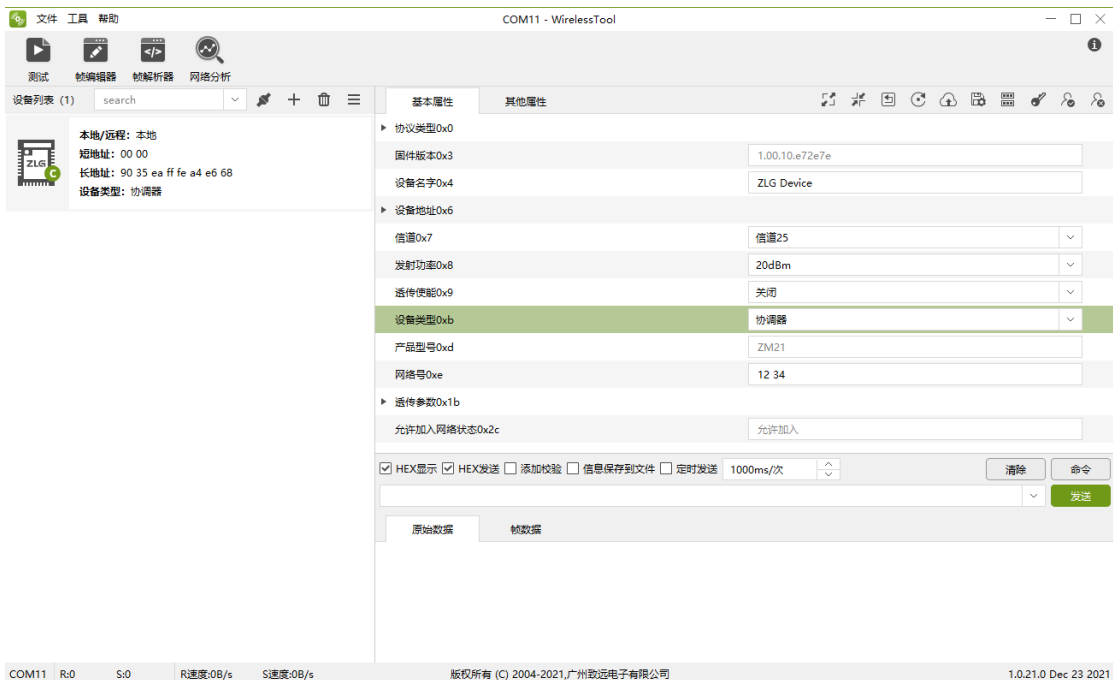 文件 工具 帮助
COM11 - WirelessTool
测试 帧编辑器 帧解析器 网络分析
设备列表 (1) search
基本属性 其他属性
ZLG
C
本地/远程：本地
短地址：00 00
长地址：90 35 ea ff fe a4 e6 68
设备类型：协调器
协议类型0x0
固件版本0x3 1.00.10.e72e7e
设备名字0x4 ZLG Device
设备地址0x6
信道0x7 信道25
发射功率0x8 20dBm
透传使能0x9 关闭
设备类型0xb 协调器
产品型号0xd ZM21
网络号0xe 12 34
透传参数0x1b
允许加入网络状态0x2c 允许加入
HEX显示 HEX发送 添加校验 信息保存到文件 定时发送 1000ms/次 清除 命令
发送
原始数据 帧数据
COM11 R:0 S:0 R速度:0B/s S速度:0B/s 版权所有 (C) 2004-2021,广州致远电子有限公司 1.0.21.0 Dec 23 2021